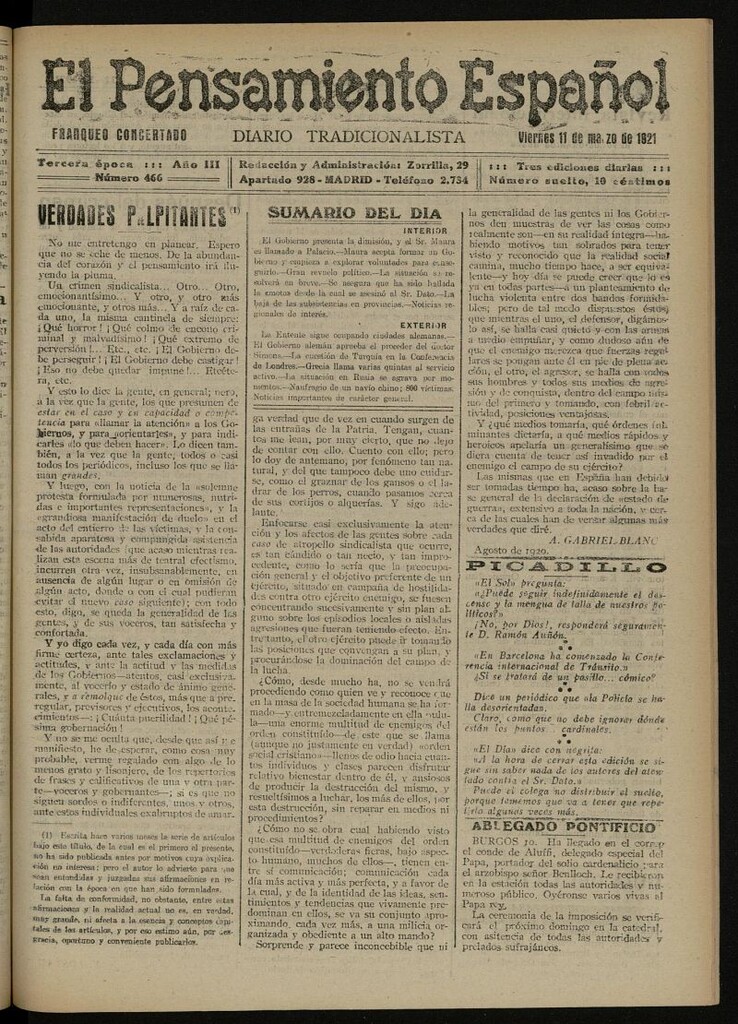 El Pensamiento Español
FRANQUEO CONCERTADO
DIARIO TRADICIONALISTA
Viernes 11 de marzo de 1921
Tercera época ::: Año III
Número 466
Redacción y Administración: Zorrilla, 29
Apartado 928 - MADRID - Teléfono 2.734
::: Tres ediciones diarias :::
Número suelto, 10 céntimos
VERDADES PALPITANTES (1)
No me entretengo en planear. Espero
que no se eche de menos. De la abundan-
cia del corazón y el pensamiento irá flu-
yendo la pluma.
Un crimen sindicalista... Otro... Otro,
emocionantísimo... Y otro, y otro más
emocionante, y otros más... Y a raíz de ca-
da uno, la misma cantinela de siempre:
¡Qué horror! ¡Qué colmo de encono cri-
minal y malvadísimo! ¡Qué extremo de
perversión!... Etc., etc. ¡El Gobierno de-
be perseguir! ¡El Gobierno debe castigar!
¡Eso no debe quedar impune!... Etcéte-
ra, etc.
Y esto lo dice la gente, en general; pero,
a la vez que la gente, los que presumen de
estar en el caso y en capacidad o compe-
tencia para «llamar la atención» a los Go-
biernos, y para «orientarles», y para indi-
carles «lo que deben hacer». Lo dicen tam-
bién, a la vez que la gente, todos o casi
todos los periódicos, incluso los que se lla-
man grandes.
Y luego, con la noticia de la «solemne
protesta formulada por numerosas, nutri-
das e importantes representaciones», y la
«grandiosa manifestación de duelo» en el
acto del entierro de las víctimas, y la con-
sabida aparatosa y compungida asistencia
de las autoridades (que acaso mientras rea-
lizan esta escena más de teatral efectismo,
incurren otra vez, insubsanablemente, en
ausencia de algún lugar o en omisión de
algún acto, donde o con el cual pudieran
evitar el nuevo caso siguiente); con todo
esto, digo, se queda la generalidad de las
gentes, y de sus voceros, tan satisfecha y
confortada.
Y yo digo cada vez, y cada día con más
firme certeza, ante tales exclamaciones y
actitudes, y ante la actitud y las medidas
de los Gobiernos—atentos, casi exclusiva-
mente, al vocerío y estado de ánimo gene-
rales, y a remolque de éstos, más que a pre-
regular, previsores y ejecutivos, los aconte-
cimientos—: ¡Cuánta puerilidad! ¡Qué pé-
sima gobernación!
Y no se me oculta que, desde que así me
manifiesto, he de esperar, como cosa muy
probable, verme regalado con algo de lo
menos grato y lisonjero, de los repertorios
de frases y calificativos de una y otra par-
te—voceros y gobernantes—; si es que no
siguen sordos o indiferentes, unos y otros,
ante estos individuales exabruptos de amar-
(1) Escrita hace varios meses la serie de artículos
bajo este título, de la cual es el primero el presente,
no ha sido publicada antes por motivos cuya explica-
ción no interesa: pero el autor lo advierte para que
sean entendidas y juzgadas sus afirmaciones en re-
lación con la época en que han sido formuladas.
La falta de conformidad, no obstante, entre estas
afirmaciones y la realidad actual no es, en verdad,
muy grande, ni afecta a la esencia y conceptos capi-
tales de los artículos, y por eso estimo aún, por des-
gracia, oportuno y conveniente publicarlos.
SUMARIO DEL DIA
INTERIOR
El Gobierno presenta la dimisión, y el Sr. Maura
es llamado a Palacio.—Maura acepta formar un Go-
bierno y empieza a explorar voluntades para conse-
guirlo.—Gran revuelo político.—La situación se re-
solverá en breve.—Se asegura que ha sido hallada
la «moto» desde la cual se asesinó al Sr. Dato.—La
baja de las subsistencias en provincias.—Noticias
regionales de interés.
EXTERIOR
La Entente sigue ocupando ciudades alemanas.—
El Gobierno alemán aprueba el proceder del doctor
Simons.—La cuestión de Turquía en la Conferencia
de Londres.—Grecia llama varias quintas al servicio
activo.—La situación en Rusia se agrava por mo-
mentos.—Naufragio de un navío chino; 800 víctimas.
Noticias importantes de carácter general.
ga verdad que de vez en cuando surgen de
las entrañas de la Patria. Tengan, cuan-
tos me lean, por muy cierto, que no dejo
de contar con ello. Cuento con ello; pero
lo doy de antemano, por fenómeno tan na-
tural, y del que tampoco debe uno cuidar-
se, como el graznar de los gansos o el la-
drar de los perros, cuando pasamos cerca
de sus cortijos o alquerías. Y sigo ade-
lante.
Enfocarse casi exclusivamente la aten-
ción y los afectos de las gentes sobre cada
caso de atropello sindicalista que ocurre,
es tan cándido o tan necio, y tan impro-
cedente, como lo sería que la preocupa-
ción general y el objetivo preferente de un
ejército, situado en campaña de hostilida-
des contra otro ejército enemigo, se fuesen
concentrando sucesivamente y sin plan al-
guno sobre los episodios locales o aisladas
agresiones que fueran teniendo efecto. En-
tretanto, el otro ejército puede ir tomando
las posiciones que convengan a su plan, y
procurándose la dominación del campo de
la lucha.
¿Cómo, desde mucho ha, no se vendrá
procediendo como quien ve y reconoce que
en la masa de la sociedad humana se ha for-
mado—y entremezcladamente en ella pulu-
la—una enorme multitud de enemigos del
orden constituido—de este que se llama
(aunque no justamente en verdad) «orden
social cristiano»—llenos de odio hacia cuan-
tos individuos y clases parecen disfrutar
relativo bienestar dentro de él, y ansiosos
de producir la destrucción del mismo, y
resueltísimos a luchar, los más de ellos, por
esta destrucción, sin reparar en medios ni
procedimientos?
¿Cómo no se obra cual habiendo visto
que esa multitud de enemigos del orden
constituído—verdaderas fieras, bajo aspec-
to humano, muchos de ellos—, tienen en-
tre sí comunicación; comunicación cada
día más activa y más perfecta, y a favor de
la cual, y de la identidad de las ideas, sen-
timientos y tendencias que vivamente pre-
dominan en ellos, se va su conjunto apro-
ximando, cada vez más, a una milicia or-
ganizada y obediente a un alto mando?
Sorprende y parece inconcebible que ni
la generalidad de las gentes ni los Gobier-
nos den muestras de ver las cosas como
realmente son—en su realidad íntegra—ha-
biendo motivos tan sobrados para tener
visto y reconocido que la realidad social
camina, mucho tiempo hace, a ser equiva-
lente—y hoy día se puede creer que lo es
ya en todas partes—a un planteamiento de
lucha violenta entre dos bandos formida-
bles; pero de tal modo dispuestos éstos,
que mientras el uno, el defensor, digámos-
lo así, se halla casi quieto y con las armas
a medio empuñar, y como dudoso aún de
que el enemigo merezca que fuerzas regu-
lares se pongan ante él en pie de plena ac-
ción, el otro, el agresor, se halla con todos
sus hombres y todos sus medios de agre-
sión y de conquista, dentro del campo mis-
mo del primero y tomando, con febril ac-
tividad, posiciones ventajosas.
Y ¿qué medios tomaría, qué órdenes ful-
minantes dictaría, a qué medios rápidos y
heroicos apelaría un generalísimo que se
diera cuenta de tener así invadido por el
enemigo el campo de su ejército?
Las mismas que en España han debido
ser tomadas tiempo ha, acaso sobre la ba-
se general de la declaración de «estado de
guerra», extensivo a toda la nación, y cer-
ca de las cuales han de versar algunas más
verdades que diré.
A. GABRIEL BLANC
Agosto de 1920.
PICADILLO
«El Sol» pregunta:
«¿Puede seguir indefinidamente el des-
censo y la mengua de talla de nuestros po-
líticos?»
¡No, por Dios!, responderá seguramen-
te D. Ramón Auñón.
«En Barcelona ha comenzado la Confe-
rencia internacional de Tránsito.»
¿Si se tratará de un pasillo... cómico?
Dice un periódico que «la Policía se ha-
lla desorientada».
Claro, como que no debe ignorar dónde
están los puntos cardinales.
«El Día» dice con negrita:
«A la hora de cerrar esta edición se si-
gue sin saber nada de los autores del aten-
tado contra el Sr. Dato.»
Puede el colega no distribuir el suelto,
porque tememos que va a tener que repe-
tirlo algunas veces más.
ABLEGADO PONTIFICIO
BURGOS 10. Ha llegado en el correo
el conde de Aluffi, delegado especial del
Papa, portador del solio cardenalicio para
el arzobispo señor Benlloch. Le recibieron
en la estación todas las autoridades y nu-
meroso público. Oyéronse varios vivas al
Papa rey.
La ceremonia de la imposición se verifi-
cará el próximo domingo en la catedral,
con asistencia de todas las autoridades y
prelados sufragáneos.